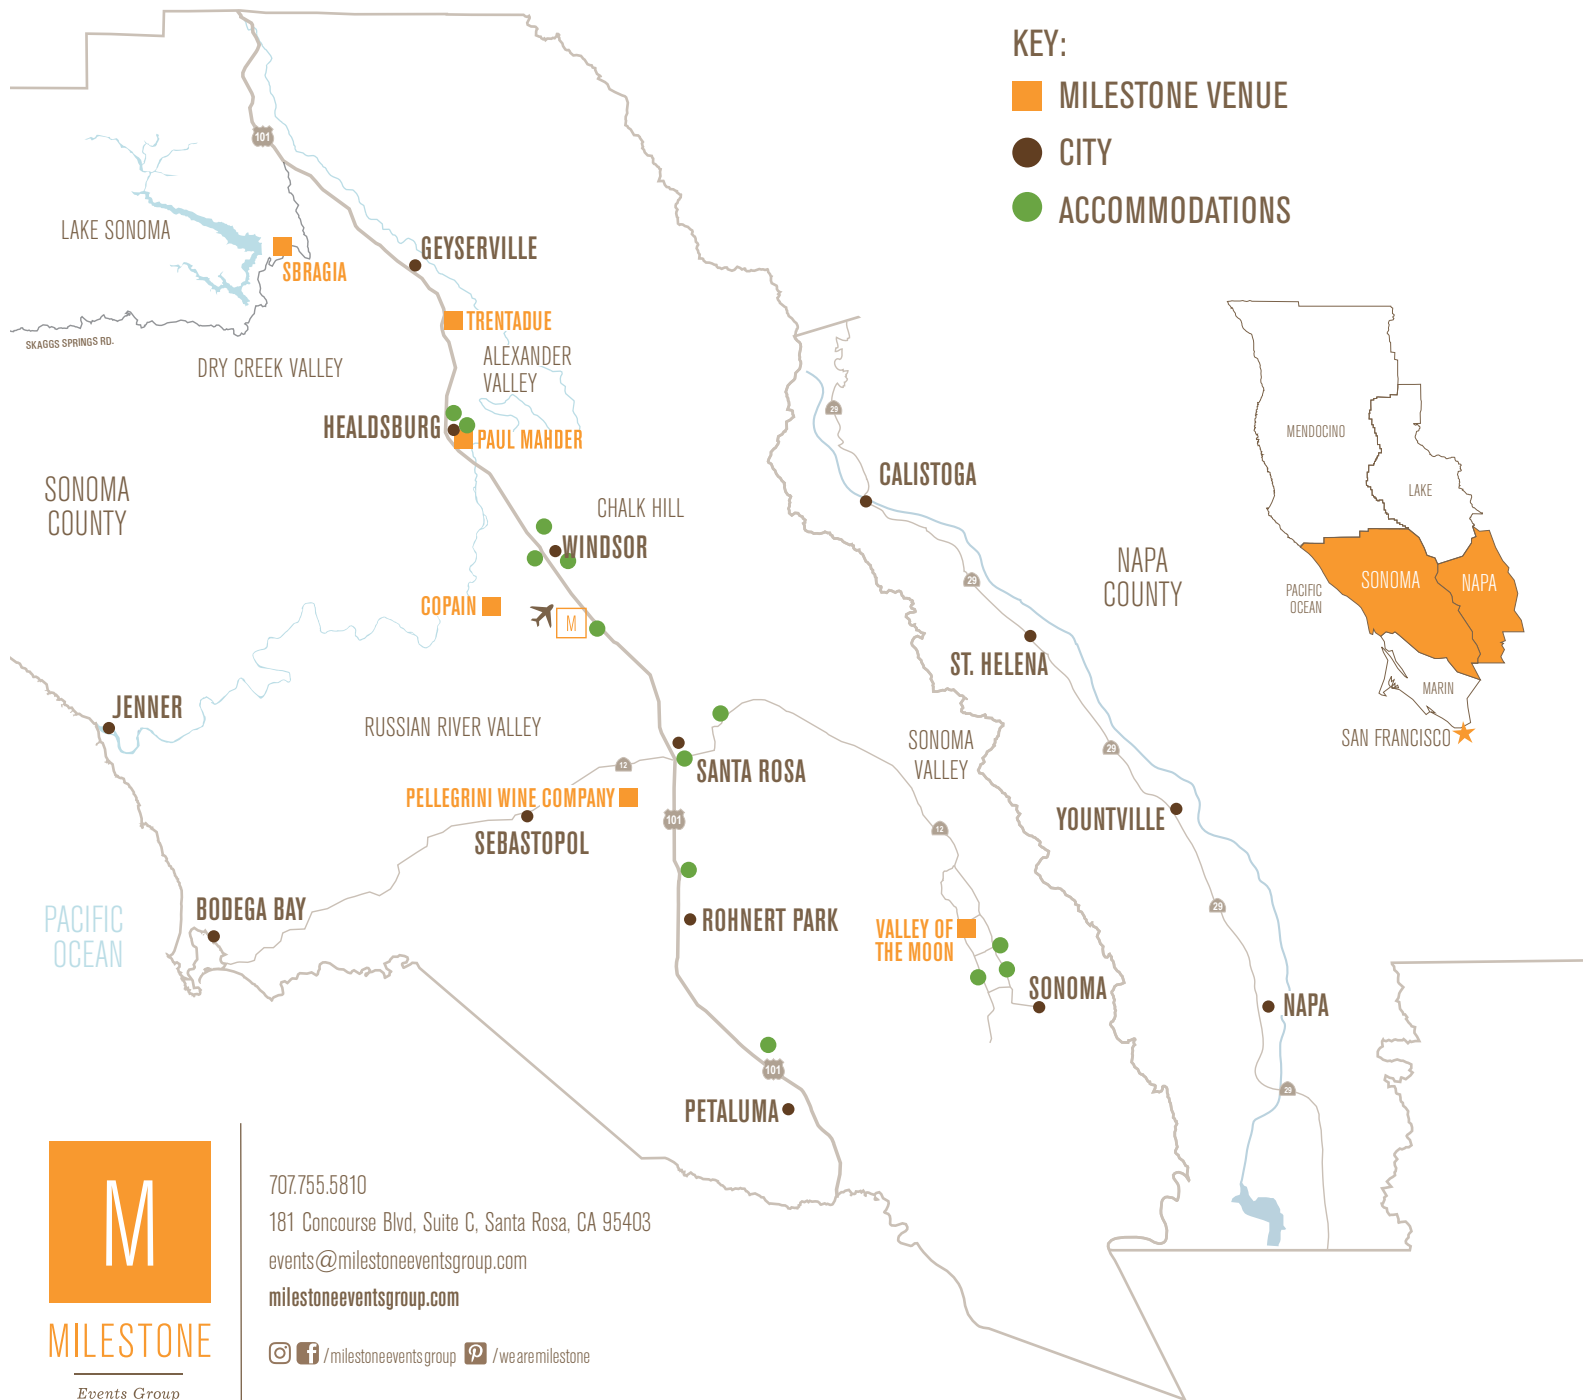 KEY:
MILESTONE VENUE
CITY
ACCOMMODATIONS
101
LAKE SONOMA
SBRAGIA
GEYSERVILLE
TRENTADUE
SKAGGS SPRINGS RD.
DRY CREEK VALLEY
ALEXANDER
VALLEY
HEALDSBURG
PAUL MAHDER
SONOMA
COUNTY
CHALK HILL
WINDSOR
COPAIN
M
29
CALISTOGA
29
NAPA
COUNTY
ST. HELENA
MENDOCINO
LAKE
SONOMA
NAPA
PACIFIC
OCEAN
MARIN
SAN FRANCISCO
JENNER
RUSSIAN RIVER VALLEY
SONOMA
VALLEY
29
12
SANTA ROSA
PELLEGRINI WINE COMPANY
101
SEBASTOPOL
12
YOUNTVILLE
29
BODEGA BAY
PACIFIC
OCEAN
ROHNERT PARK
VALLEY OF
THE MOON
SONOMA
NAPA
101
29
PETALUMA
M
MILESTONE
Events Group
707.755.5810
181 Concourse Blvd, Suite C, Santa Rosa, CA 95403
events@milestoneeventsgroup.com
milestoneeventsgroup.com
/milestoneeventsgroup /wearemilestone